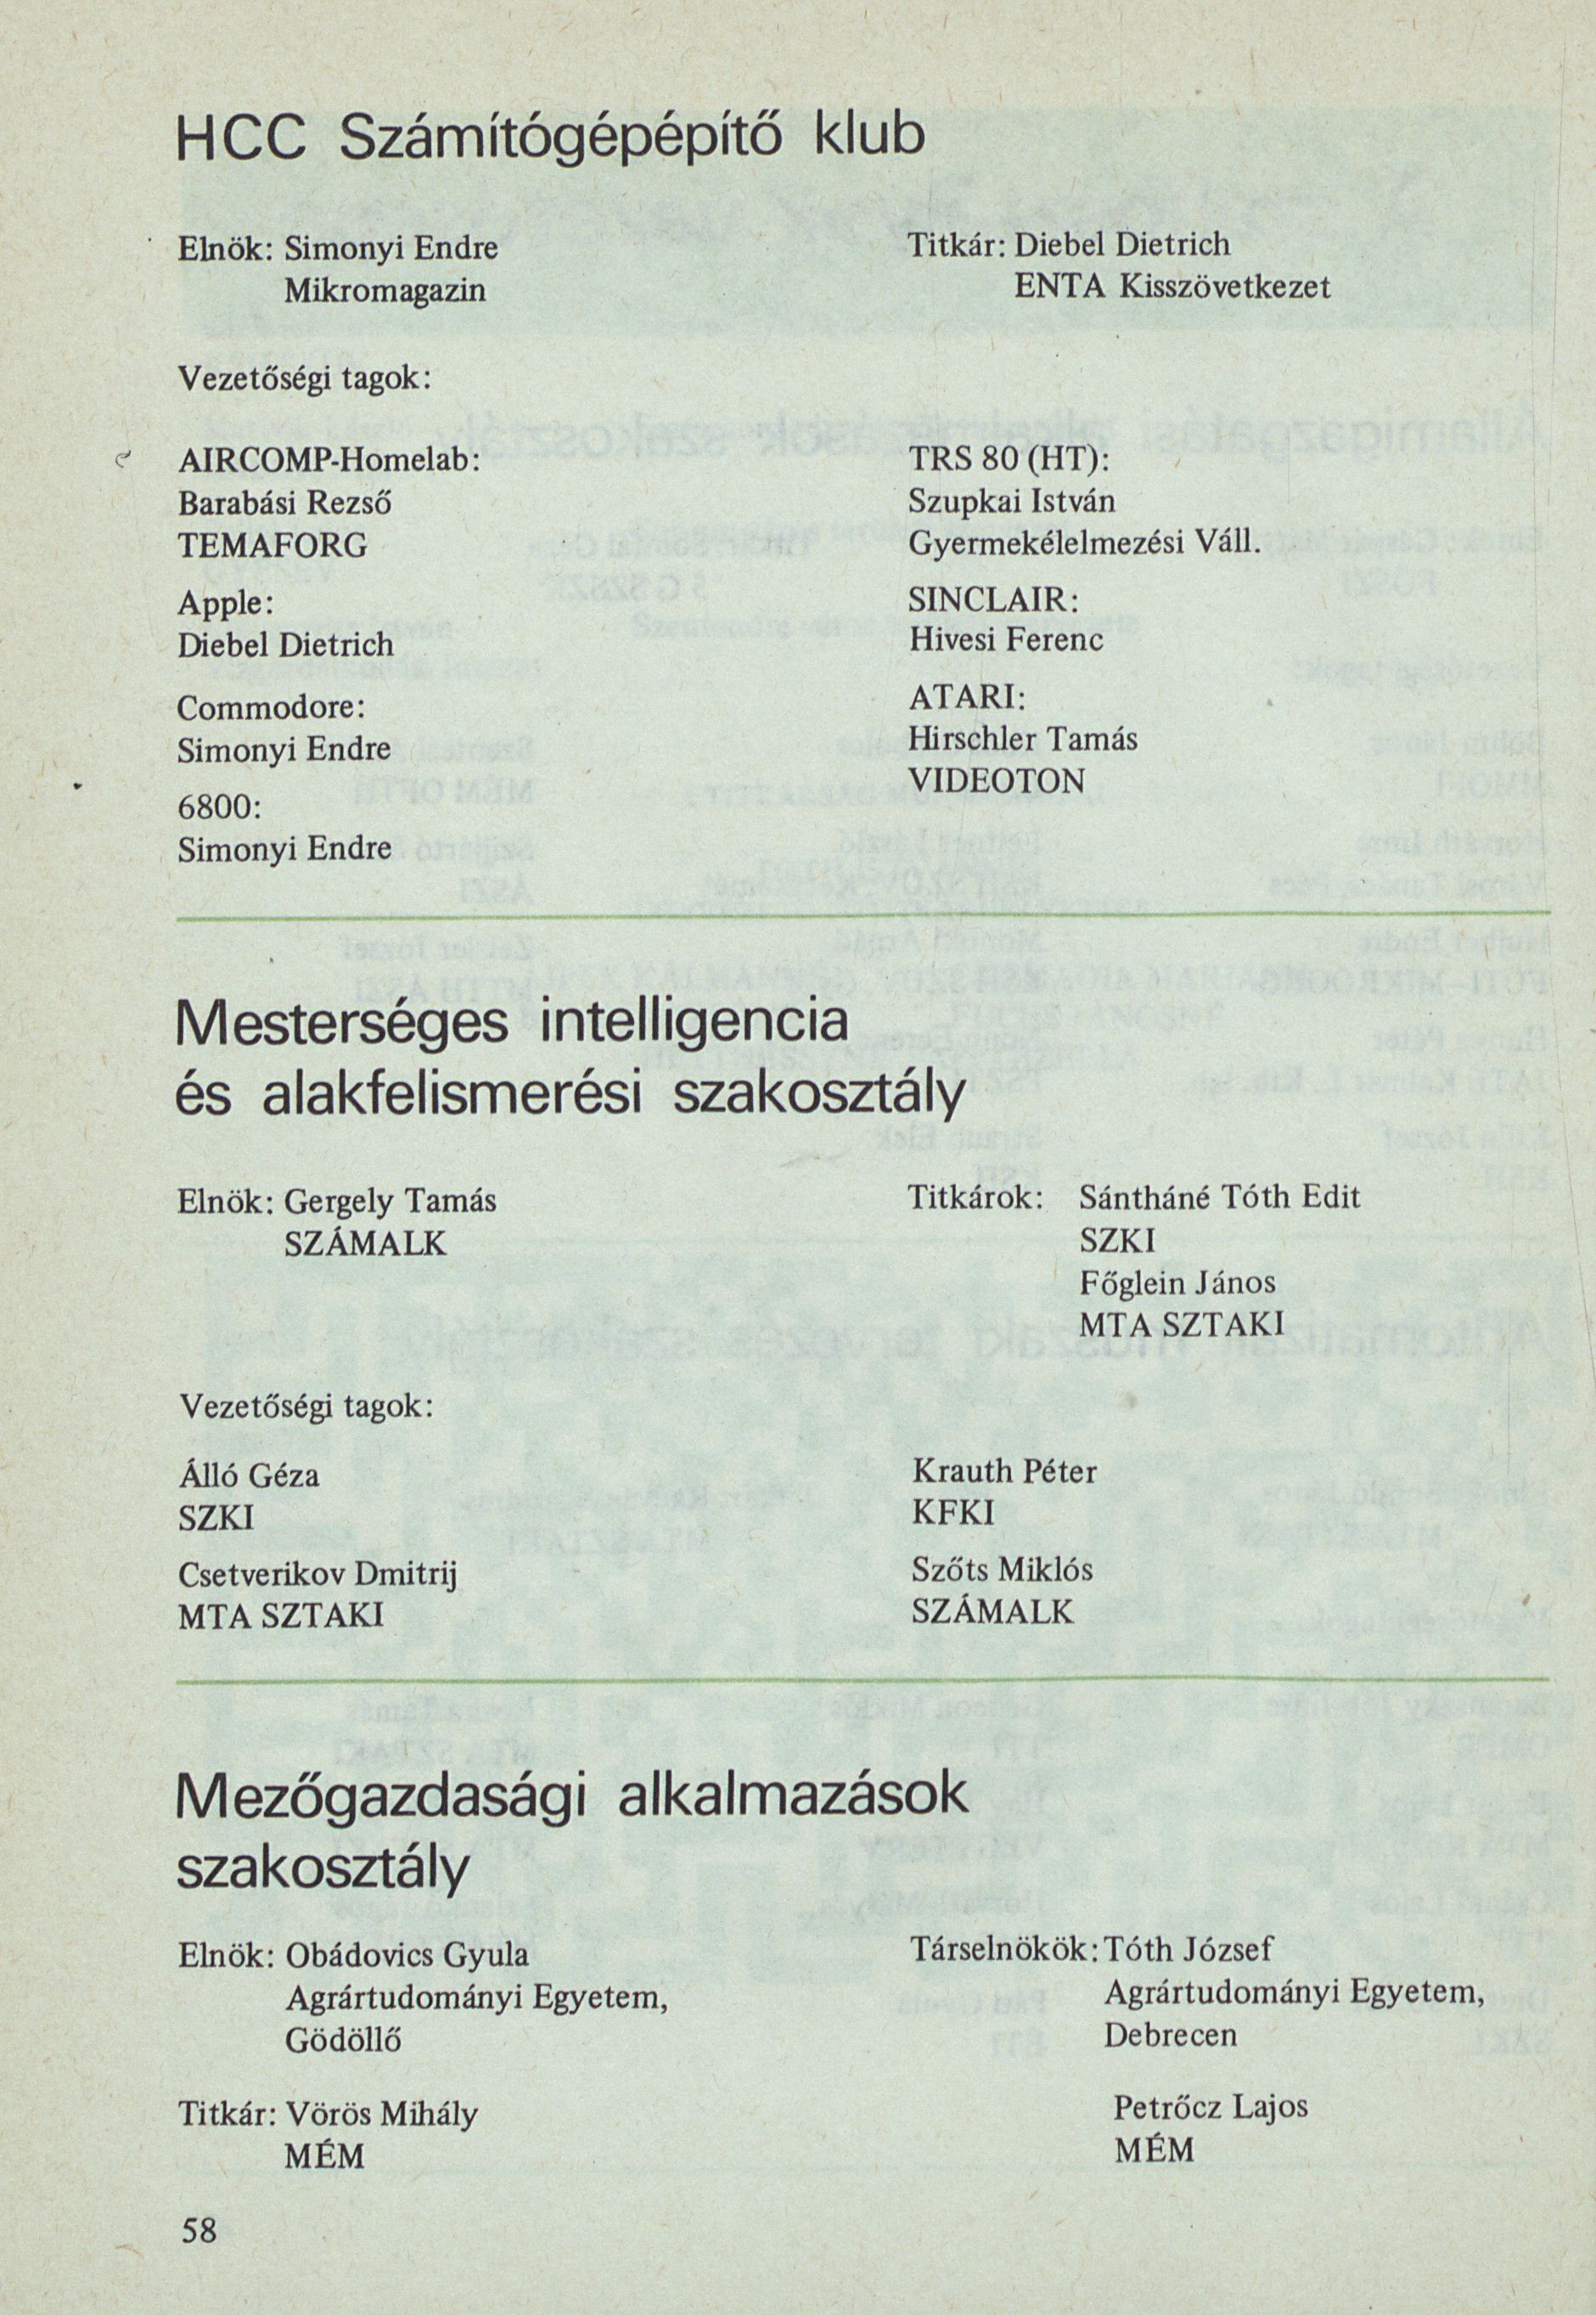 HCC Számítógépépítő klub
Elnök: Simonyi Endre
Mikromagazin
Titkár: Diebel Dietrich
ENTA Kisszövetkezet
Vezetőségi tagok:
AIRCOMP-Homelab:
Barabási Rezső
TEMAFORG
Apple:
Diebel Dietrich
Commodore:
Simonyi Endre
6800:
Simonyi Endre
TRS 80 (HT):
Szupkai István
Gyermekélelmezési Váll.
SINCLAIR:
Hivesi Ferenc
ATARI:
Hirschler Tamás
VIDEOTON
Mesterséges intelligencia
és alakfelismerési szakosztály
Elnök: Gergely Tamás
SZÁMALK
Titkárok: Sántháné Tóth Edit
SZKI
Főglein János
MTA SZTAKI
Vezetőségi tagok:
Álló Géza
SZKI
Csetverikov Dmitrij
MTA SZTAKI
Krauth Péter
KFKI
Szőts Miklós
SZÁMALK
Mezőgazdasági alkalmazások
szakosztály
Elnök: Obádovics Gyula
Agrártudományi Egyetem,
Gödöllő
Titkár: Vörös Mihály
MÉM
Társelnökök: Tóth József
Agrártudományi Egyetem,
Debrecen
Petrőcz Lajos
MÉM
58